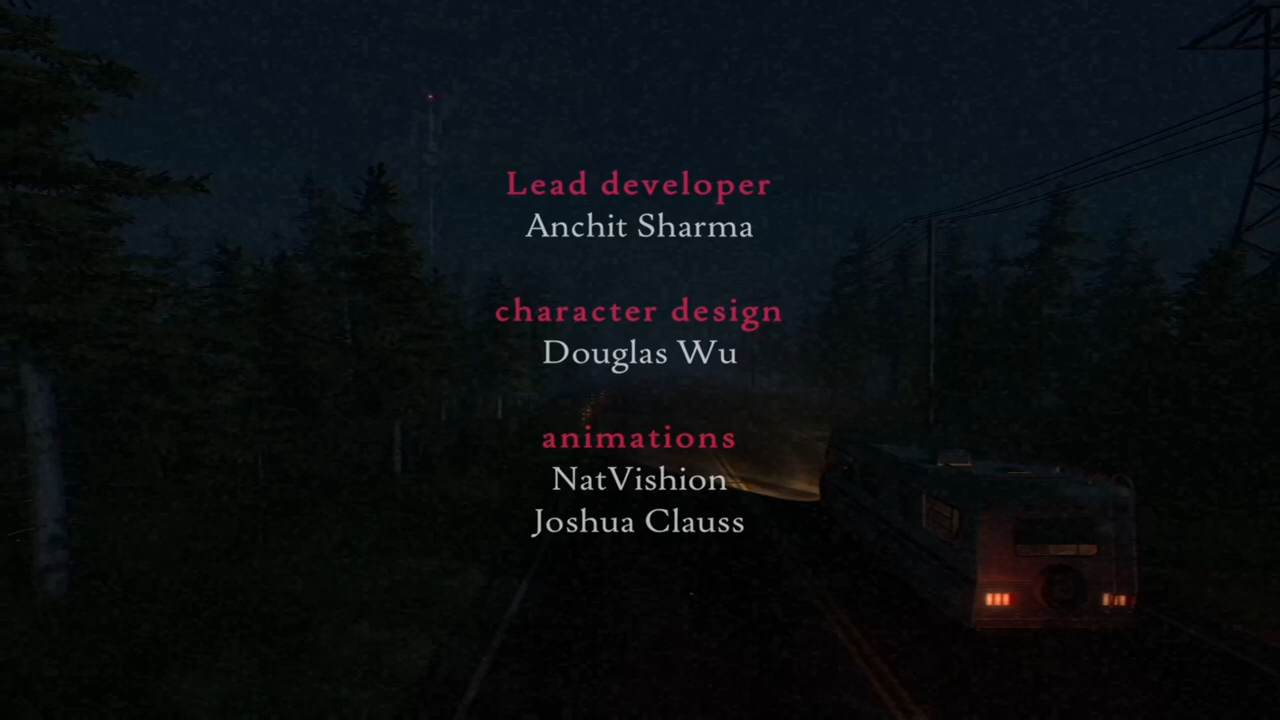 Lead developer
Anchit Sharma
character design
Douglas Wu
animations
NatVishion
Joshua Clauss